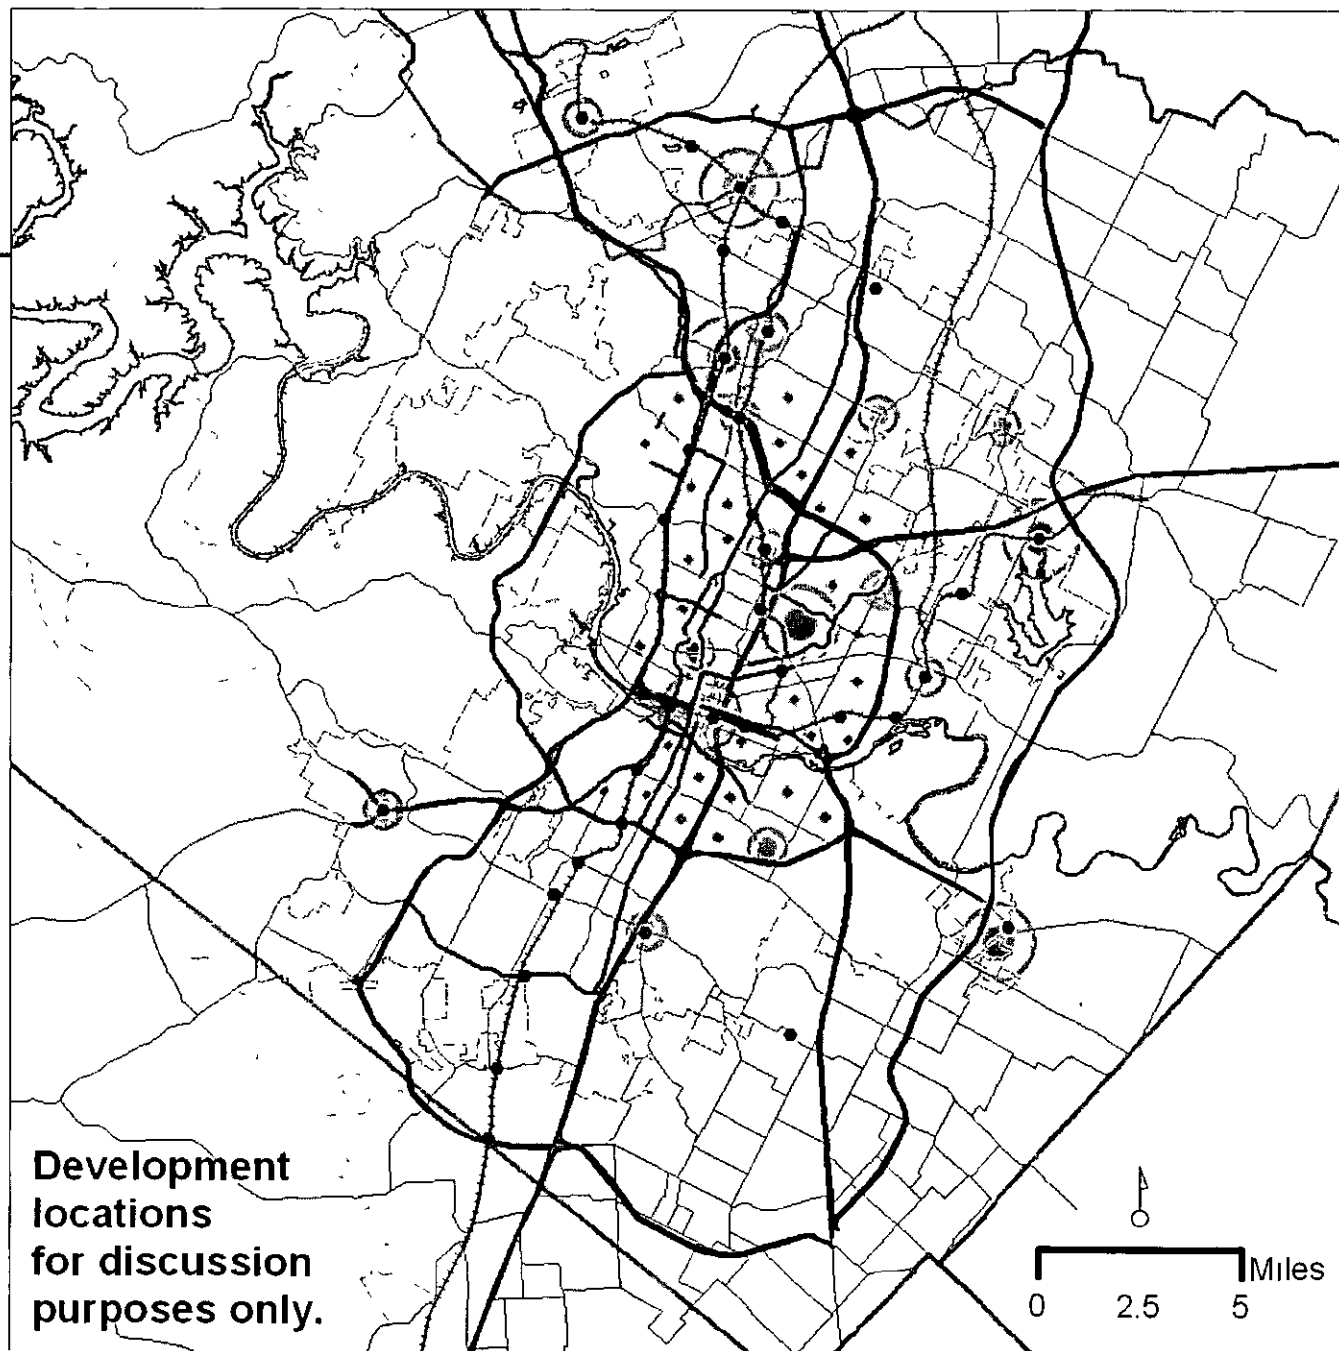 Development
locations
for discussion
purposes only.
Miles
0 2.5 5